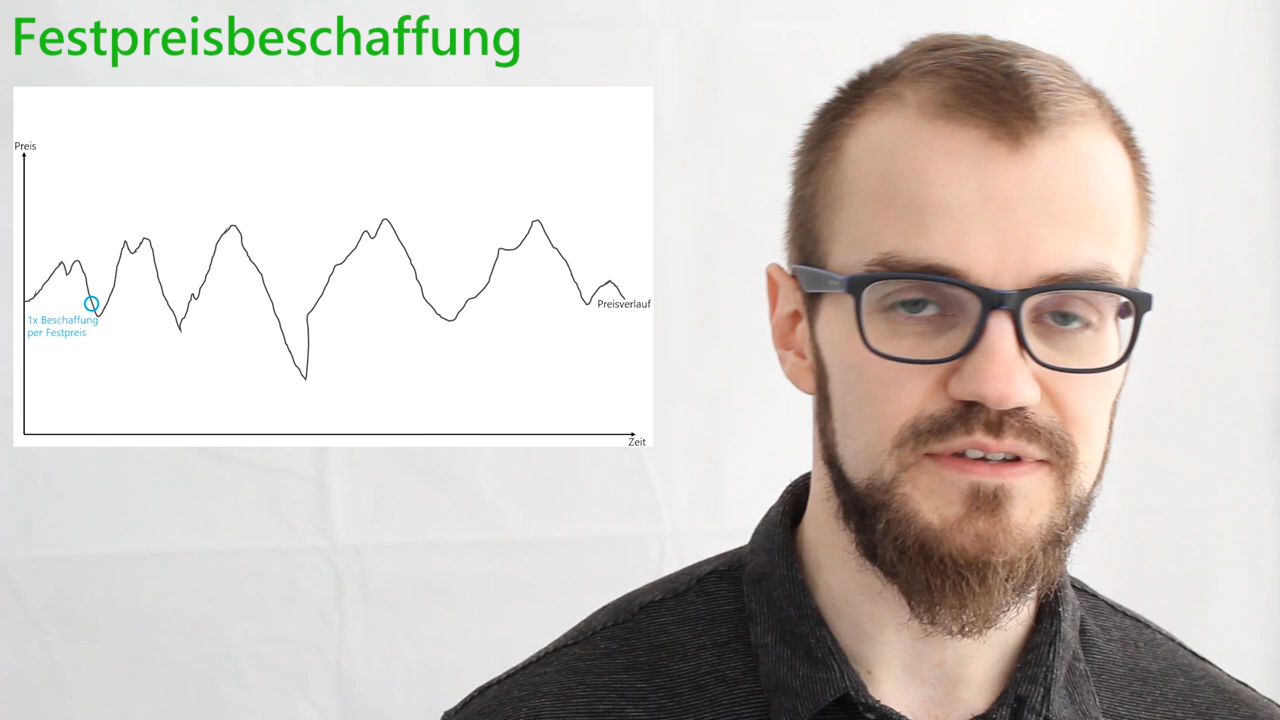 Festpreisbeschaffung
Preis
1x Beschaffung
per Festpreis
Preisverlauf
Zeit